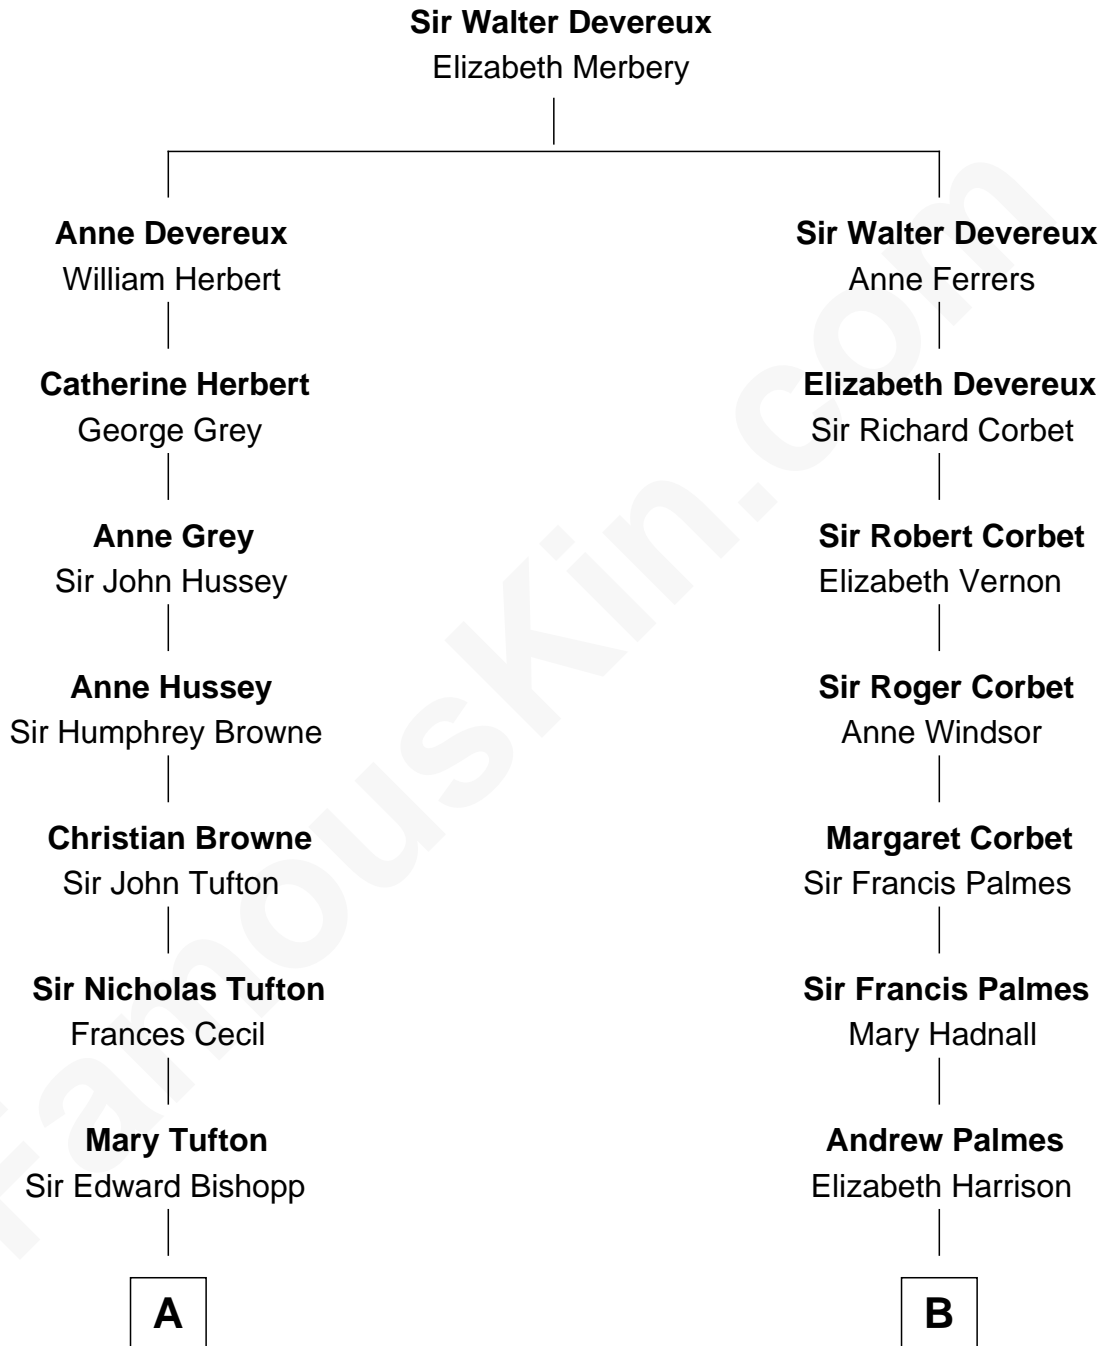 Sir Walter Devereux
Elizabeth Merbery
Anne Devereux
William Herbert
Sir Walter Devereux
Anne Ferrers
Catherine Herbert
George Grey
Elizabeth Devereux
Sir Richard Corbet
Anne Grey
Sir John Hussey
Sir Robert Corbet
Elizabeth Vernon
Anne Hussey
Sir Humphrey Browne
Sir Roger Corbet
Anne Windsor
Christian Browne
Sir John Tufton
Margaret Corbet
Sir Francis Palmes
Sir Nicholas Tufton
Frances Cecil
Sir Francis Palmes
Mary Hadnall
Mary Tufton
Sir Edward Bishopp
Andrew Palmes
Elizabeth Harrison
A
B
FamousKin.com